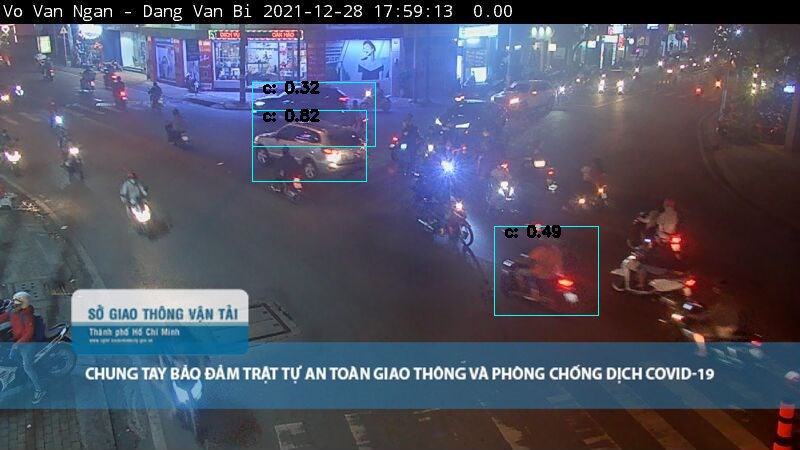 Vo Van Ngan - Dang Van Bi 2021-12-28 17:59:13 0.00
c: 0.32
c: 0.82
c: 0.49
SỞ GIAO THÔNG VẬN TẢI
Thành phố Hồ Chí Minh
CHUNG TAY BẢO ĐẢM TRẬT TỰ AN TOÀN GIAO THÔNG VÀ PHÒNG CHỐNG DỊCH COVID-19